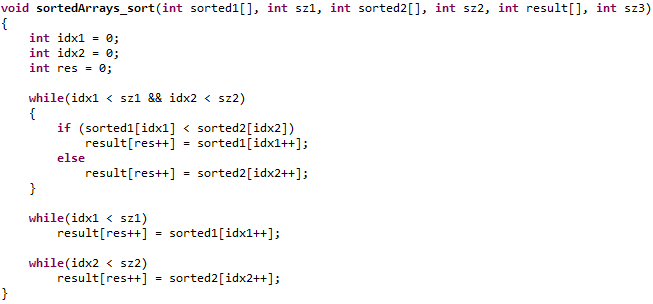 void sortedArrays_sort(int sorted1[], int sz1, int sorted2[], int sz2, int result[], int sz3)
{
    int idx1 = 0;
    int idx2 = 0;
    int res = 0;

    while(idx1 < sz1 && idx2 < sz2)
    {
        if (sorted1[idx1] < sorted2[idx2])
            result[res++] = sorted1[idx1++];
        else
            result[res++] = sorted2[idx2++];
    }

    while(idx1 < sz1)
        result[res++] = sorted1[idx1++];

    while(idx2 < sz2)
        result[res++] = sorted2[idx2++];
}